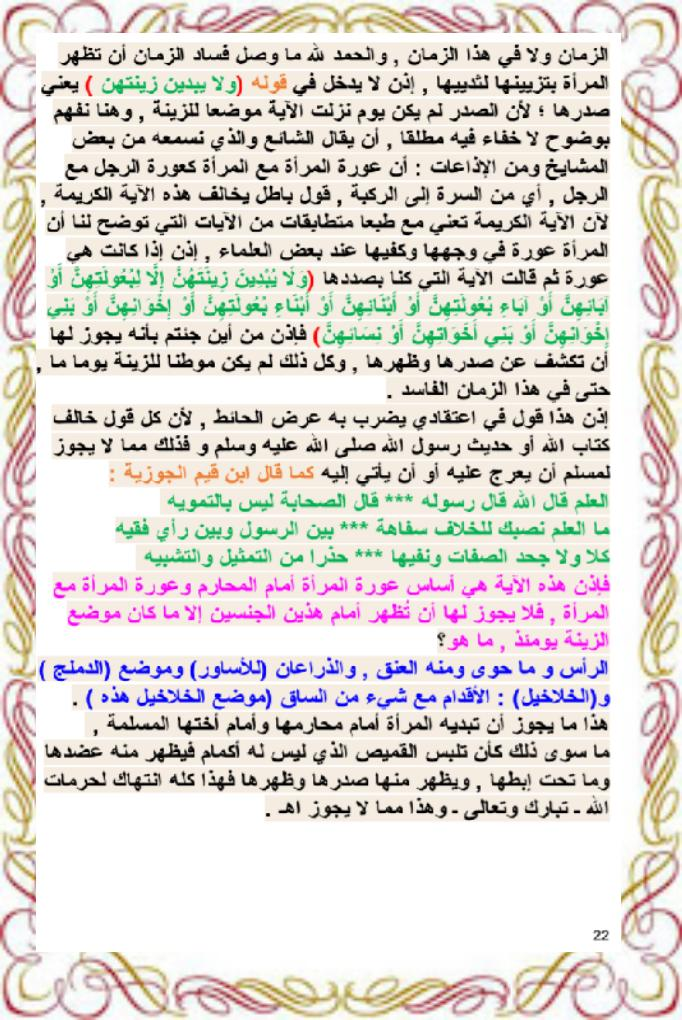 الزمان ولا في هذا الزمان , والحمد لله ما وصل فساد الزمان أن تظهر
المرأة بتزيينها لثدييها , إذن لا يدخل في قوله (ولا يبدين زينتهن ) يعني
صدرها ؛ لأن الصدر لم يكن يوم نزلت الآية موضعا للزينة , وهنا نفهم
بوضوح لا خفاء فيه مطلقا , أن يقال الشائع والذي نسمعه من بعض
المشايخ ومن الإذاعات : أن عورة المرأة مع المرأة كعورة الرجل مع
الرجل , أي من السرة إلى الركبة , قول باطل يخالف هذه الآية الكريمة ,
لآن الآية الكريمة تعني مع طبعا متطابقات من الآيات التي توضح لنا أن
المرأة عورة في وجهها وكفيها عند بعض العلماء , إذن إذا كانت هي
عورة ثم قالت الآية التي كنا بصددها (وَلَا يُبْدِينَ زِينَتَهُنَّ إِلَّا لِبُعُولَتِهِنَّ أَوْ
آبَائِهِنَّ أَوْ آبَاءِ بُعُولَتِهِنَّ أَوْ أَبْنَائِهِنَّ أَوْ أَبْنَاءِ بُعُولَتِهِنَّ أَوْ إِخْوَانِهِنَّ أَوْ بَنِي
إِخْوَانِهِنَّ أَوْ بَنِي أَخَوَاتِهِنَّ أَوْ نِسَائِهِنَّ) فإذن من أين جئتم بأنه يجوز لها
أن تكشف عن صدرها وظهرها , وكل ذلك لم يكن موطنا للزينة يوما ما ,
حتى في هذا الزمان الفاسد .
إذن هذا قول في اعتقادي يضرب به عرض الحائط , لأن كل قول خالف
كتاب الله أو حديث رسول الله صلى الله عليه وسلم و فذلك مما لا يجوز
لمسلم أن يعرج عليه أو أن يأتي إليه كما قال ابن قيم الجوزية :
العلم قال الله قال رسوله *** قال الصحابة ليس بالتمويه
ما العلم نصبك للخلاف سفاهة *** بين الرسول وبين رأي فقيه
كلا ولا جحد الصفات ونفيها *** حذرا من التمثيل والتشبيه
فإذن هذه الآية هي أساس عورة المرأة أمام المحارم وعورة المرأة مع
المرأة , فلا يجوز لها أن تُظهر أمام هذين الجنسين إلا ما كان موضع
الزينة يومئذ , ما هو؟
الرأس و ما حوى ومنه العنق , والذراعان (للأساور) وموضع (الدملج )
و(الخلاخيل) : الأقدام مع شيء من الساق (موضع الخلاخيل هذه ) .
هذا ما يجوز أن تبديه المرأة أمام محارمها وأمام أختها المسلمة ,
ما سوى ذلك كأن تلبس القميص الذي ليس له أكمام فيظهر منه عضدها
وما تحت إبطها , ويظهر منها صدرها وظهرها فهذا كله انتهاك لحرمات
الله ـ تبارك وتعالى ـ وهذا مما لا يجوز اهـ .
22